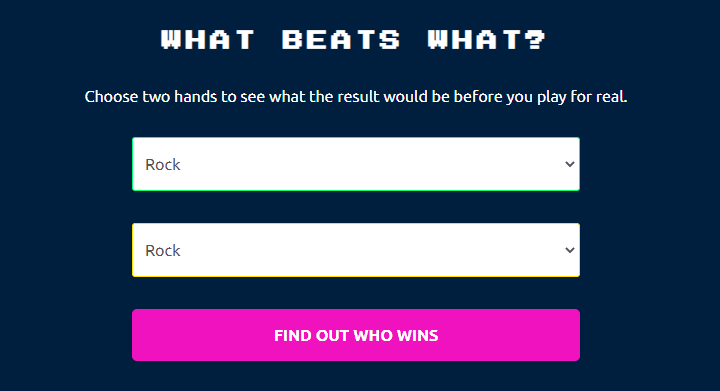 WHAT BEATS WHAT?
Choose two hands to see what the result would be before you play for real.
Rock
Rock
FIND OUT WHO WINS